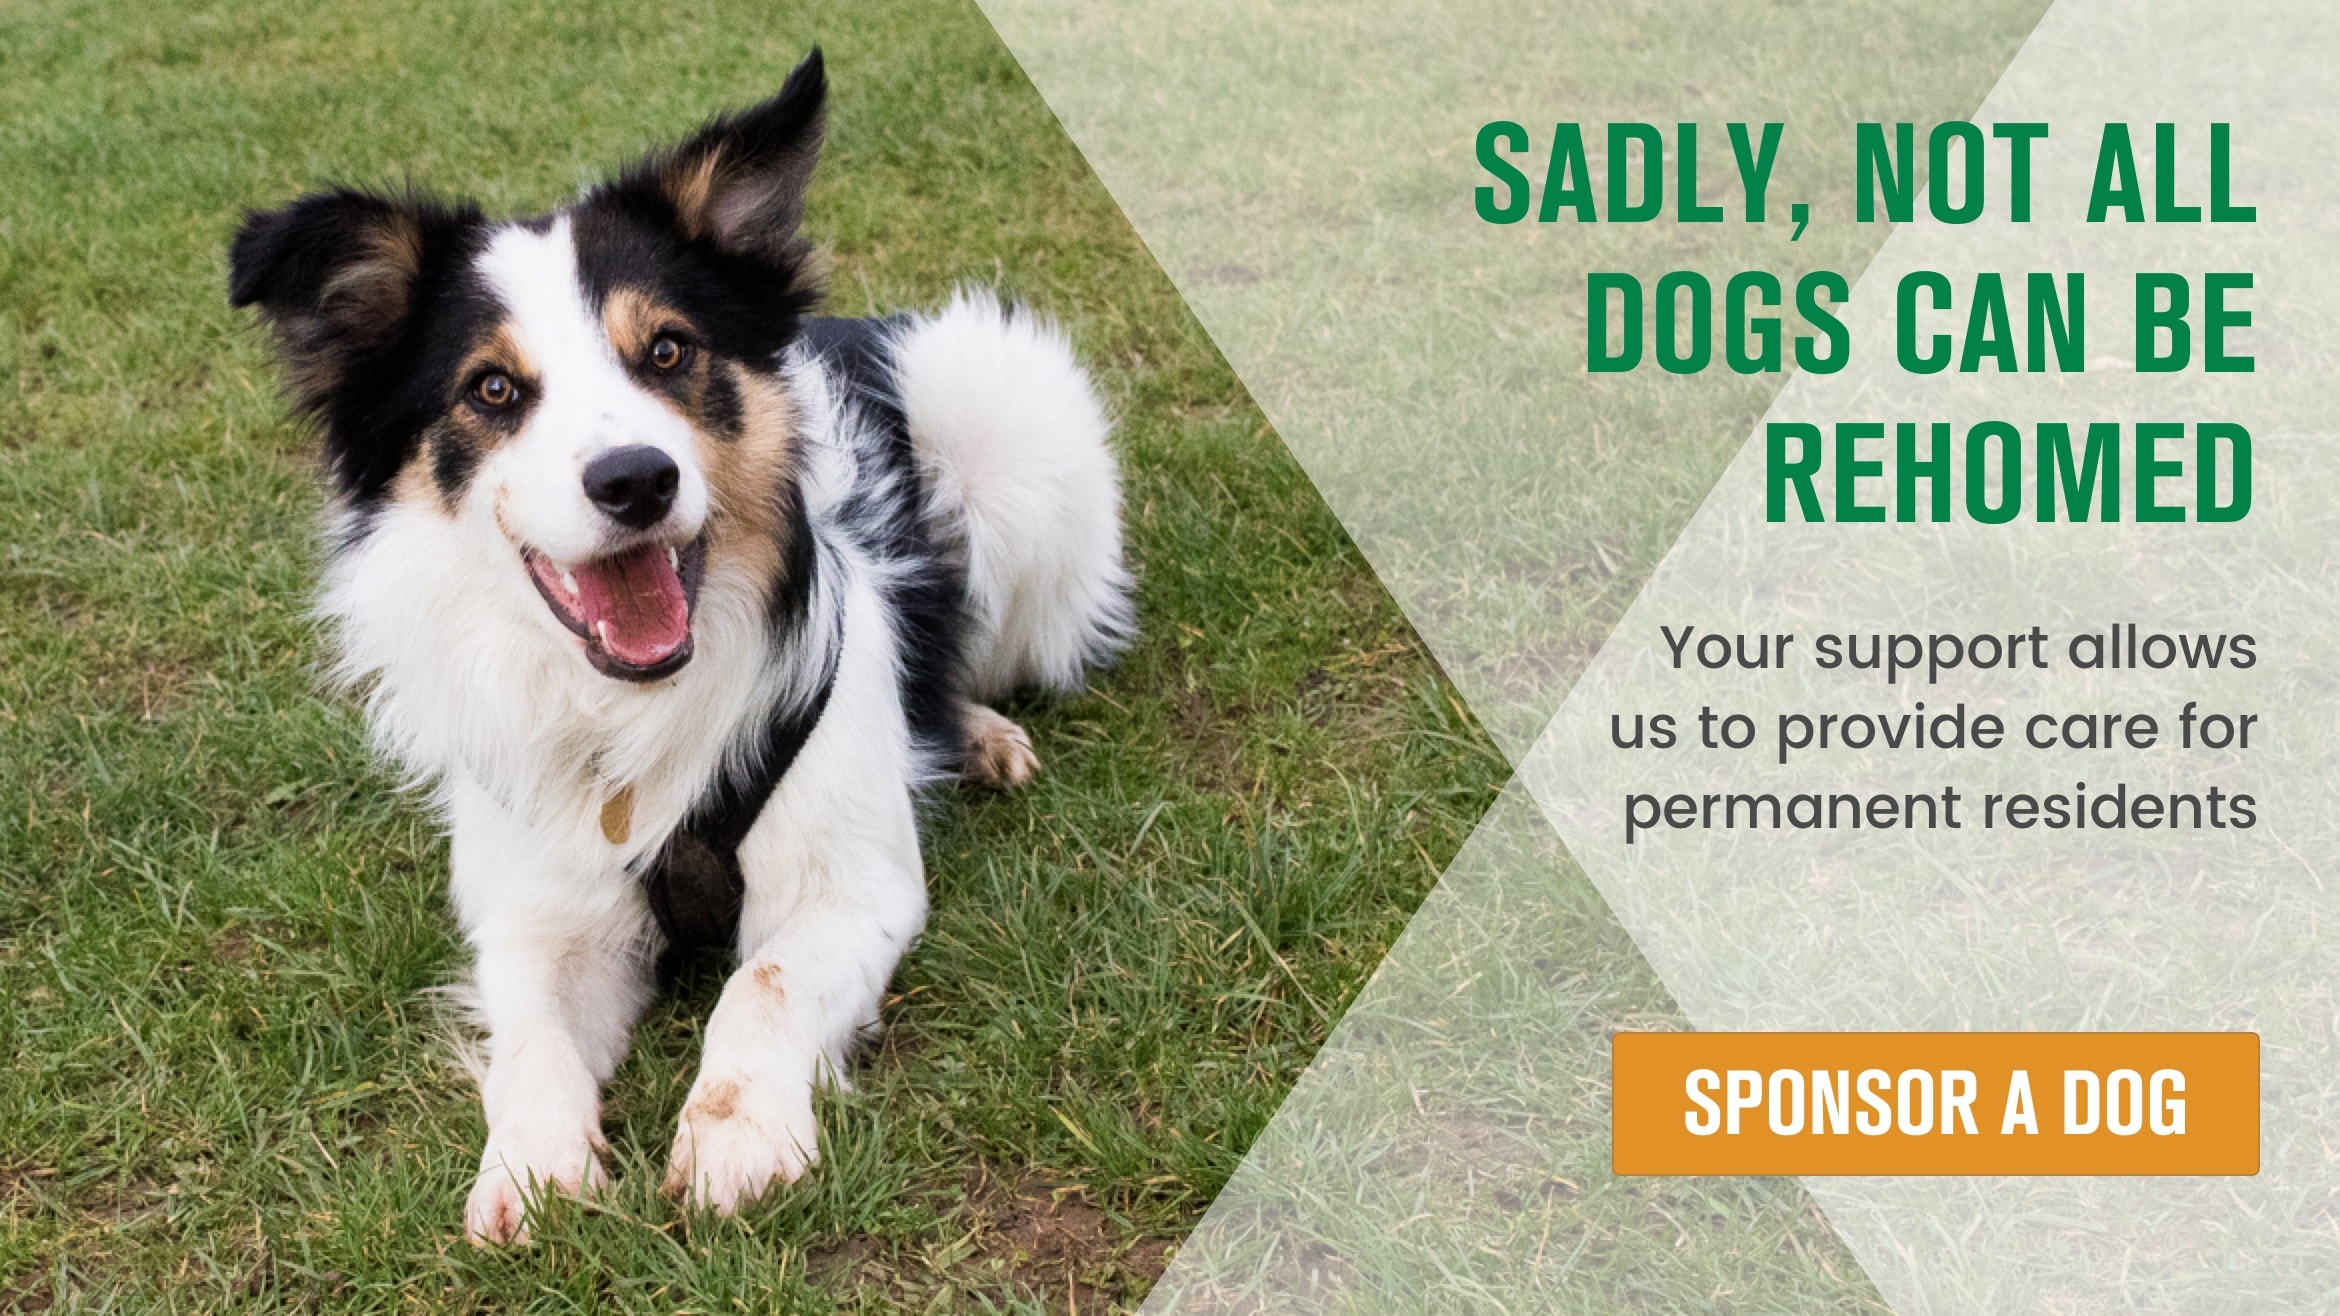 SADLY, NOT ALL
DOGS CAN BE
REHOMED
Your support allows
us to provide care for
permanent residents
SPONSOR A DOG